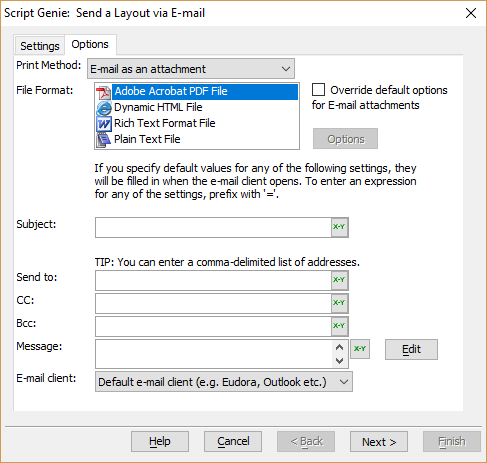 Script Genie: Send a Layout via E-mail
Settings
Options
Print Method:
E-mail as an attachment
File Format:
Adobe Acrobat PDF File
Dynamic HTML File
Rich Text Format File
Plain Text File
Override default options
for E-mail attachments
Options
If you specify default values for any of the following settings, they
will be filled in when the e-mail client opens. To enter an expression
for any of the settings, prefix with '='.
Subject:
X-Y
TIP: You can enter a comma-delimited list of addresses.
Send to:
X-Y
CC:
X-Y
Bcc:
X-Y
Message:
X-Y
Edit
E-mail client:
Default e-mail client (e.g. Eudora, Outlook etc.)
Help
Cancel
< Back
Next >
Finish